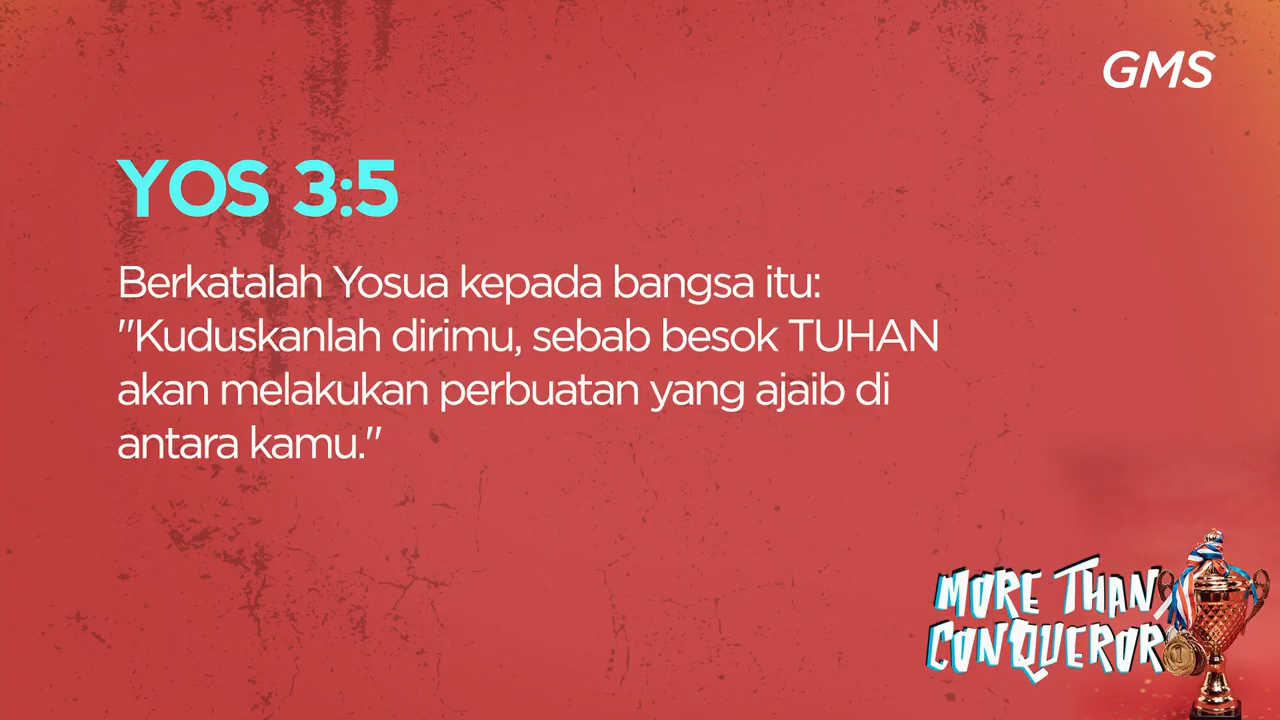 GMS
YOS 3:5
Berkatalah Yosua kepada bangsa itu:
"Kuduskanlah dirimu, sebab besok TUHAN
akan melakukan perbuatan yang ajaib di
antara kamu."
MORE THAN
CONQUEROR
1